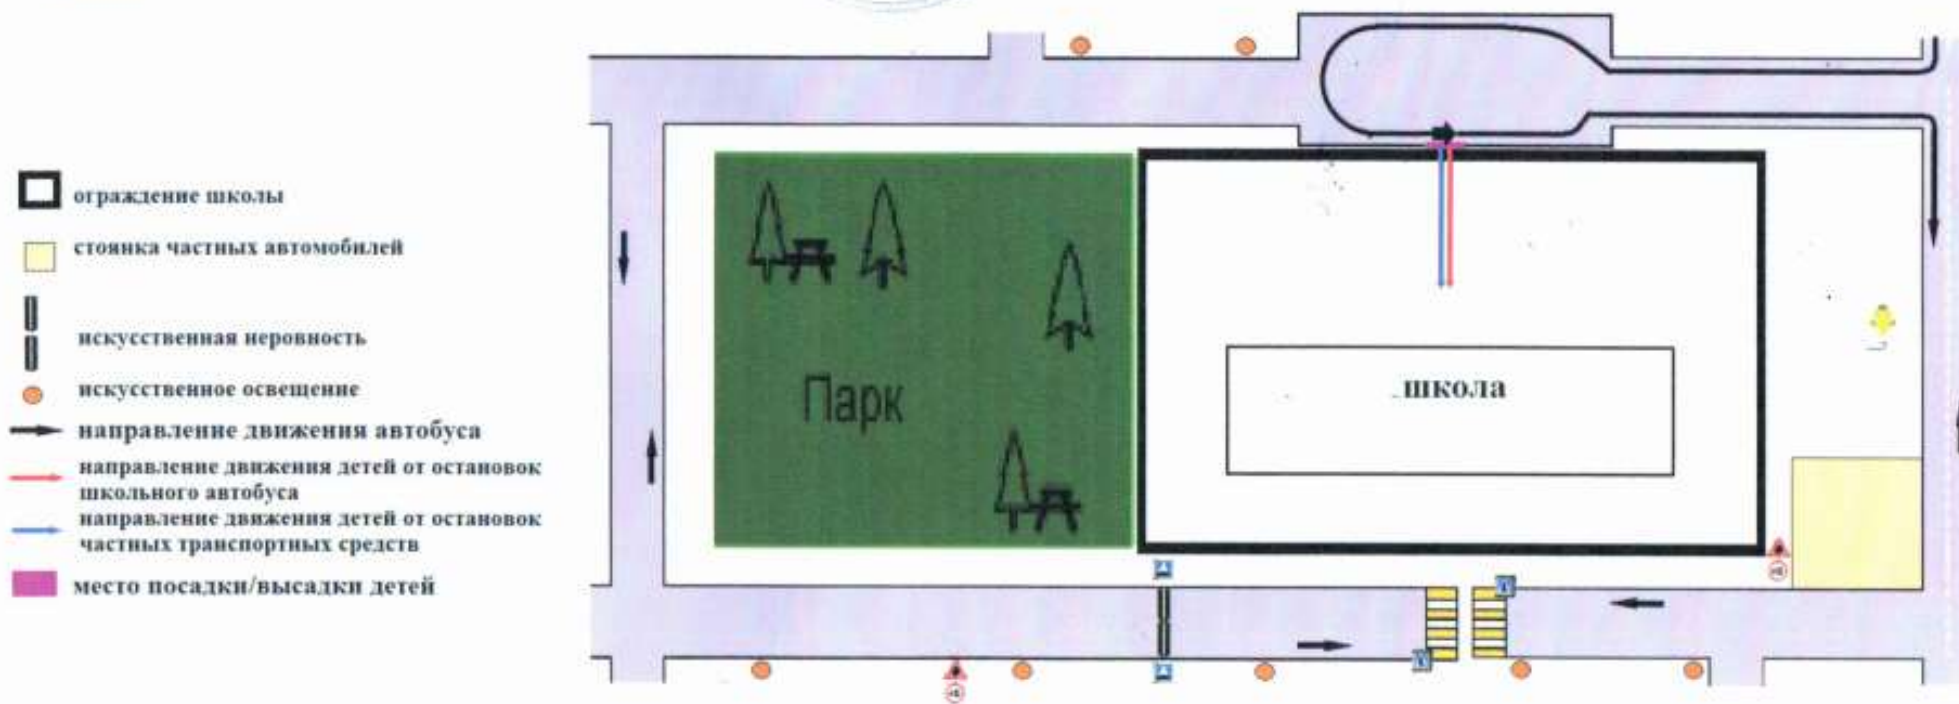 ограждение школы
стоянка частных автомобилей
искусственная неровность
искусственное освещение
направление движения автобуса
направление движения детей от остановок
школьного автобуса
направление движения детей от остановок
частных транспортных средств
место посадки/высадки детей
Парк
школа